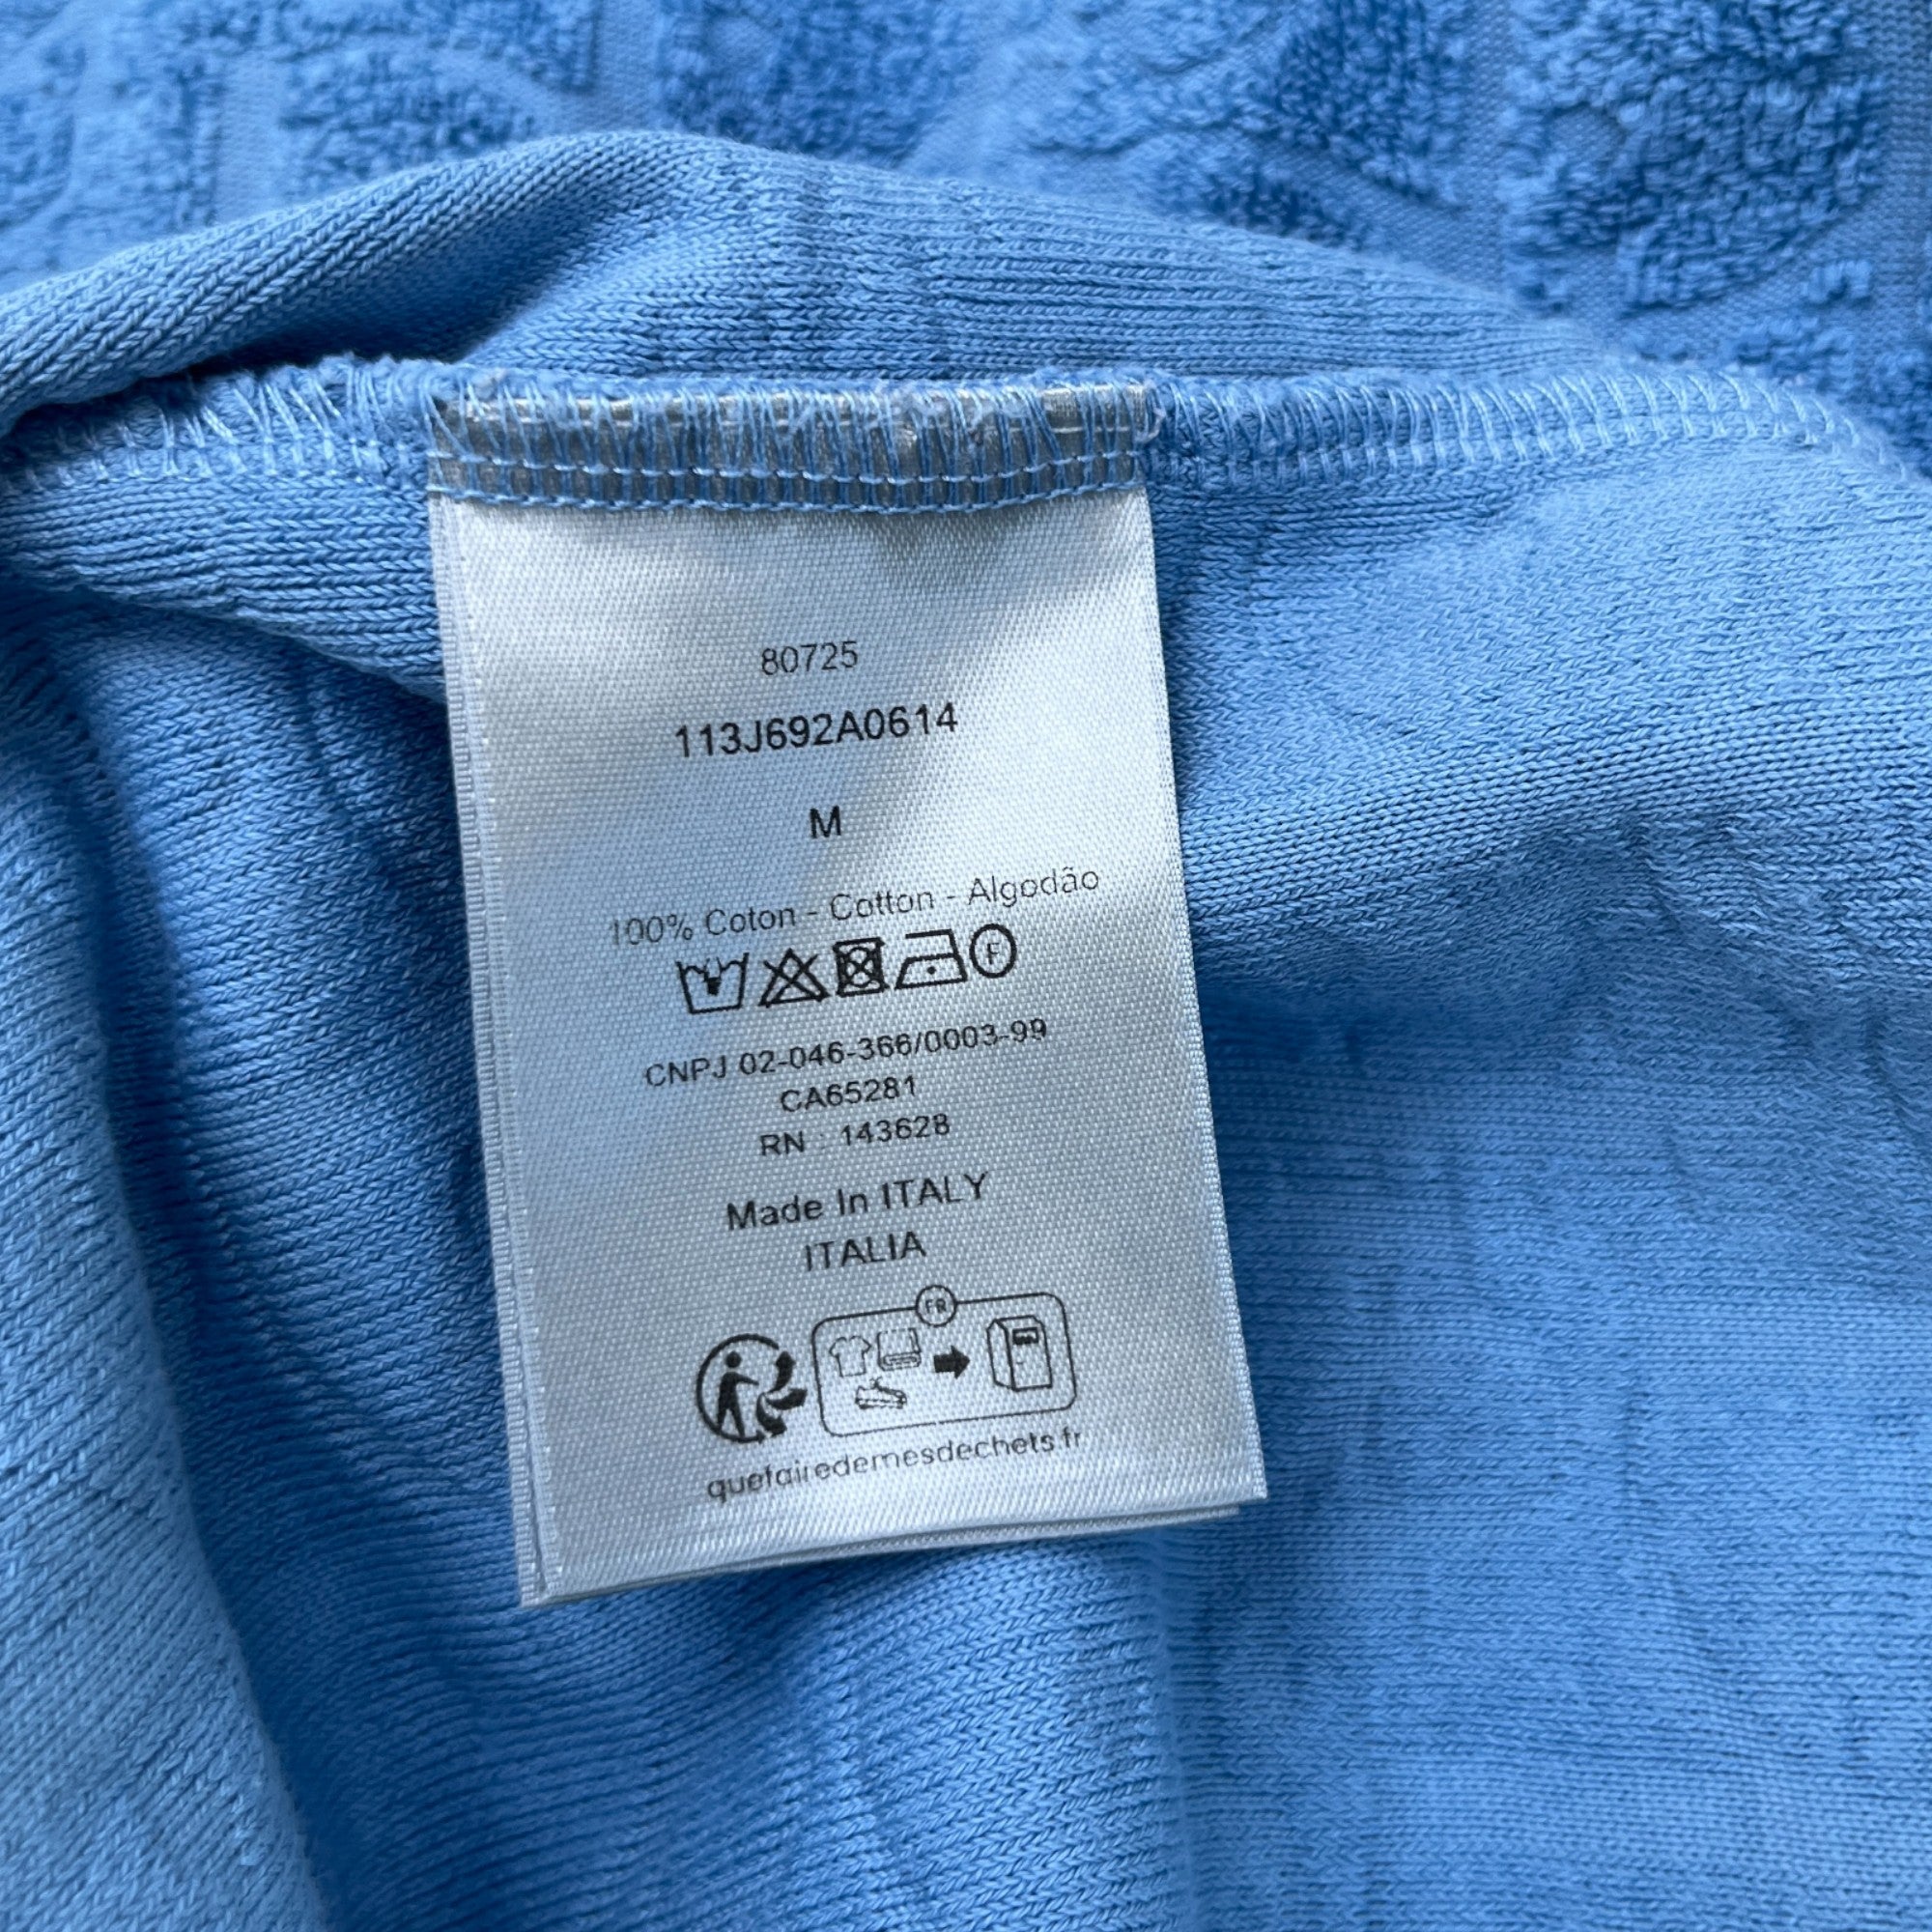 80725
113J692A0614
M
100% Coton - Cotton - Algodão
F
CNPJ 02-046-366/0003-99
CA65281
RN : 143628
Made In ITALY
ITALIA
FR
quefairedemesdechets.fr